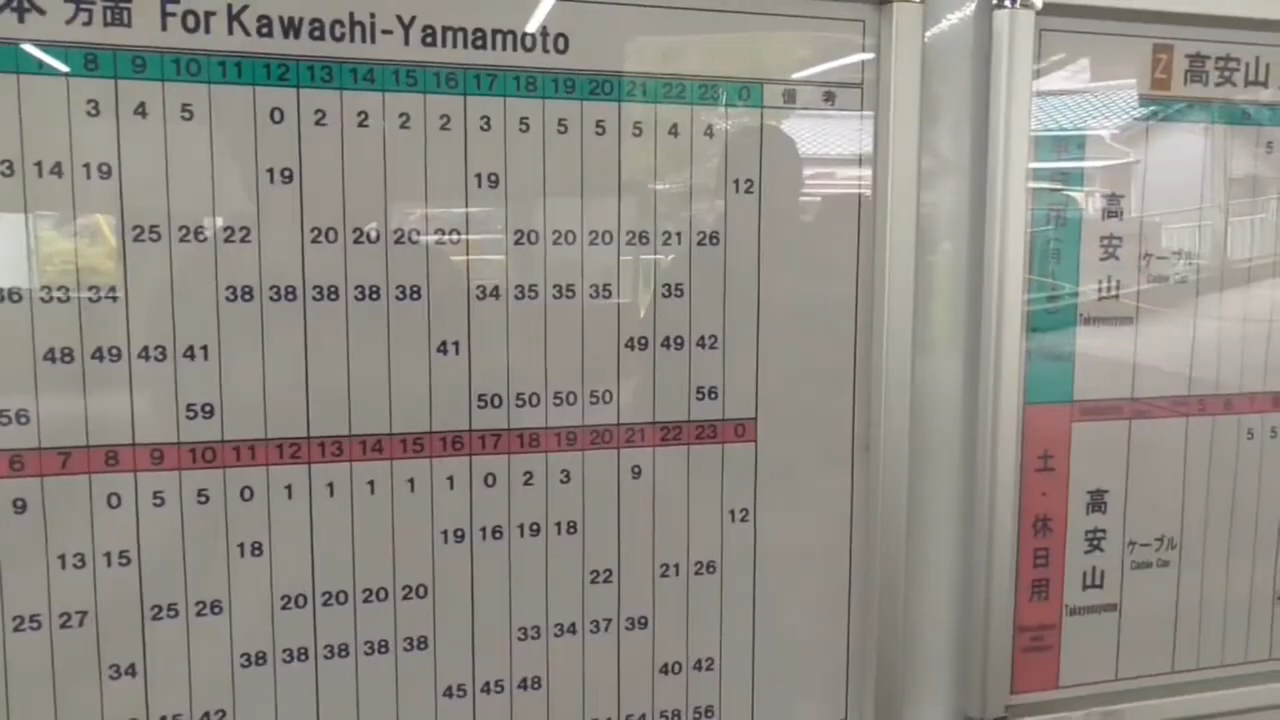 本 方面 For Kawachi-Yamamoto
8 9 10 11 12 13 14 15 16 17 18 19 20 21 22 23 0 備考
3 4 5 0 2 2 2 2 3 5 5 5 5 4 4
3 14 19 19 19 12
25 26 22 20 20 20 20 20 20 20 26 21 26
36 33 34 38 38 38 38 38 34 35 35 35 35
48 49 43 41 41 49 49 42
56 59 50 50 50 50 56
6 7 8 9 10 11 12 13 14 15 16 17 18 19 20 21 22 23 0
9 0 5 5 0 1 1 1 1 1 0 2 3 9
13 15 18 19 16 19 18 12
25 27 25 26 20 20 20 20 22 21 26
34 38 38 38 38 38 33 34 37 39
45 45 48 40 42
42 58 56
Z 高安山
5
高安山
Takayasuyama
ケーブル
Cable Car
5 6 7
土・休日用
5 5
高安山
Takayasuyama
ケーブル
Cable Car